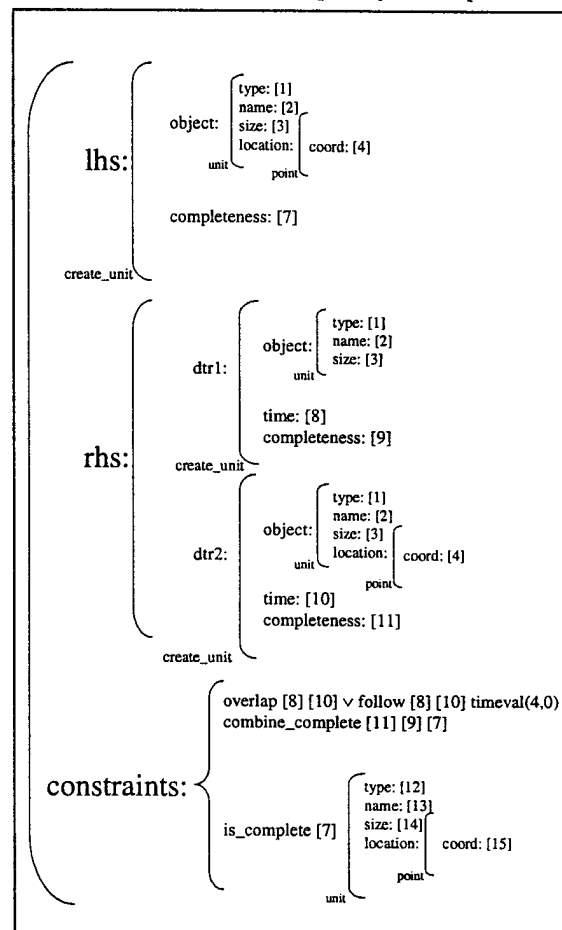 lhs:
object:
type: [1]
name: [2]
size: [3]
location:
coord: [4]
point
unit
completeness: [7]
create_unit
rhs:
dtr1:
object:
type: [1]
name: [2]
size: [3]
unit
time: [8]
completeness: [9]
create_unit
dtr2:
object:
type: [1]
name: [2]
size: [3]
location:
coord: [4]
unit
point
time: [10]
completeness: [11]
create_unit
constraints:
overlap [8] [10] ∨ follow [8] [10] timeval(4,0)
combine_complete [11] [9] [7]
is_complete [7]
type: [12]
name: [13]
size: [14]
location:
coord: [15]
point
unit